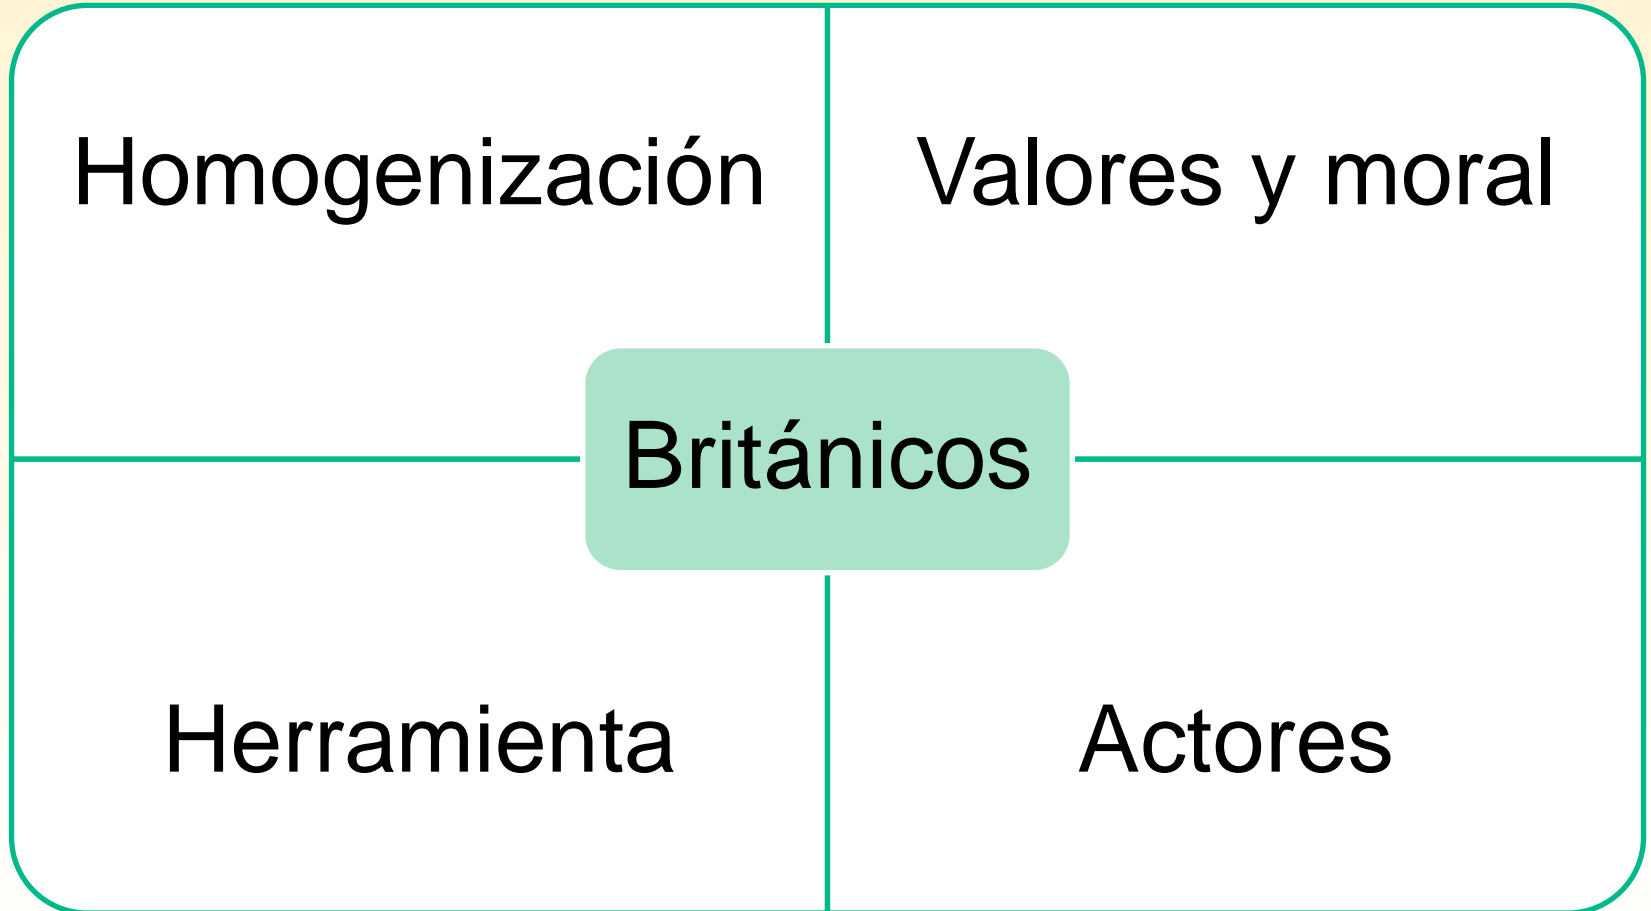 Homogenización
Valores y moral
Británicos
Herramienta
Actores